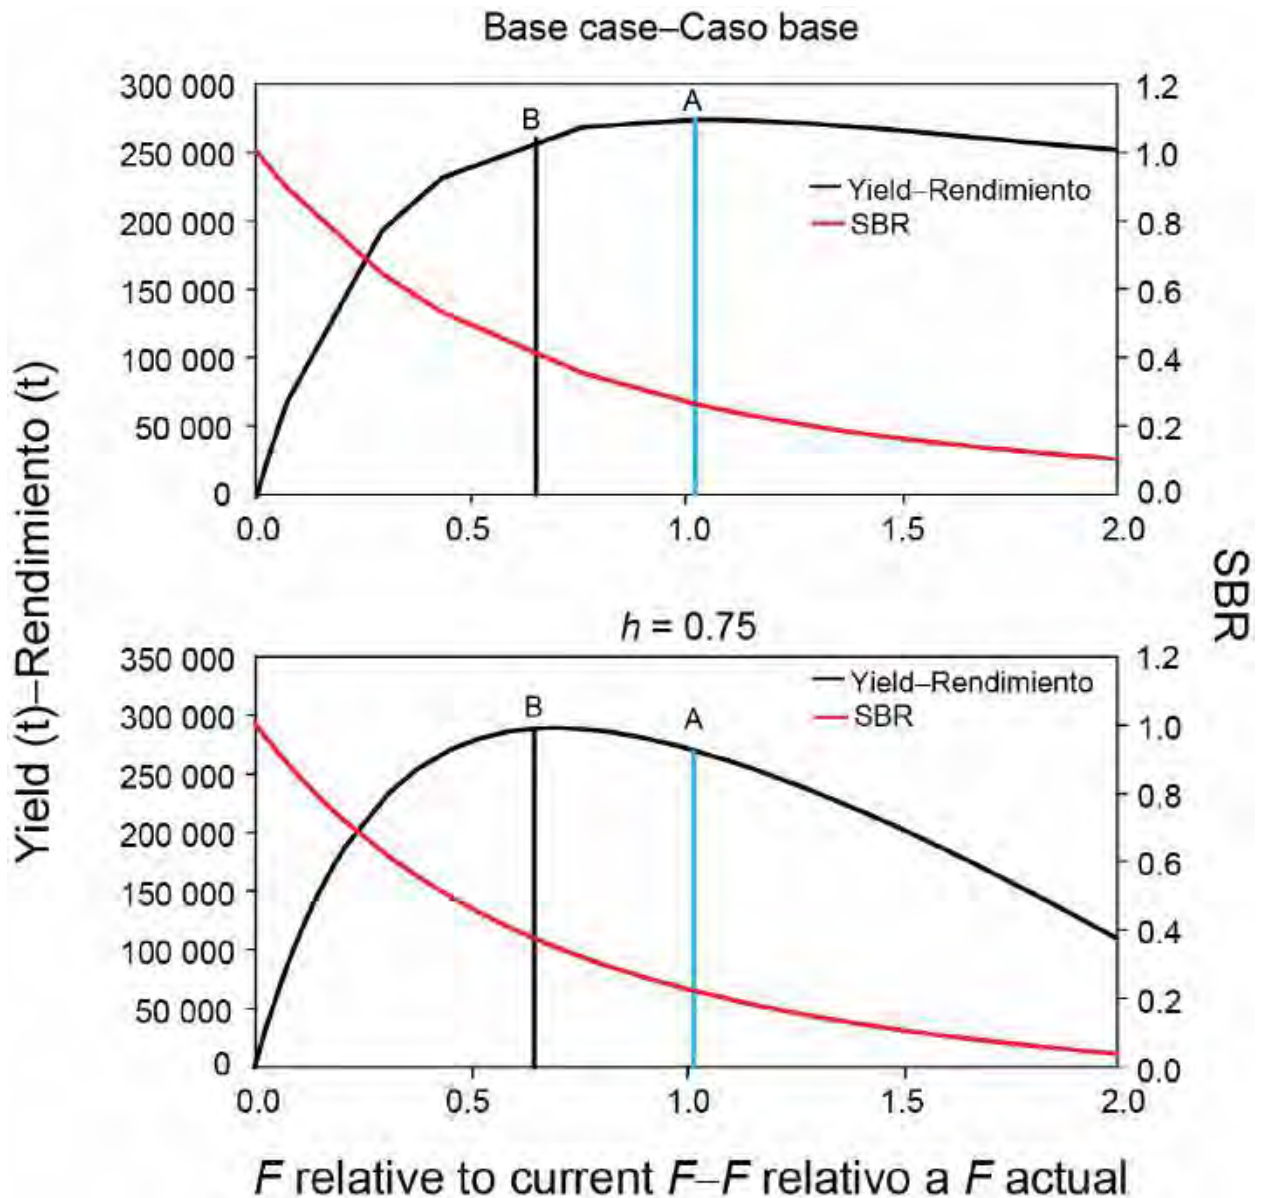 Base case–Caso base
300 000
250 000
200 000
150 000
100 000
50 000
0
1.2
1.0
0.8
0.6
0.4
0.2
0.0
B
A
Yield–Rendimiento
SBR
0.0 0.5 1.0 1.5 2.0
h = 0.75
350 000
300 000
250 000
200 000
150 000
100 000
50 000
0
1.2
1.0
0.8
0.6
0.4
0.2
0.0
B
A
Yield–Rendimiento
SBR
0.0 0.5 1.0 1.5 2.0
Yield (t)–Rendimiento (t)
SBR
F relative to current F–F relativo a F actual